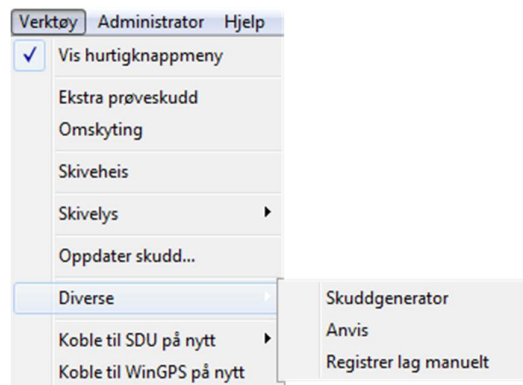 Verktøy Administrator Hjelp
Vis hurtigknappmeny
Ekstra prøveskudd
Omskyting
Skiveheis
Skivelys
Oppdater skudd...
Diverse
Koble til SDU på nytt
Koble til WinGPS på nytt
Skuddgenerator
Anvis
Registrer lag manuelt